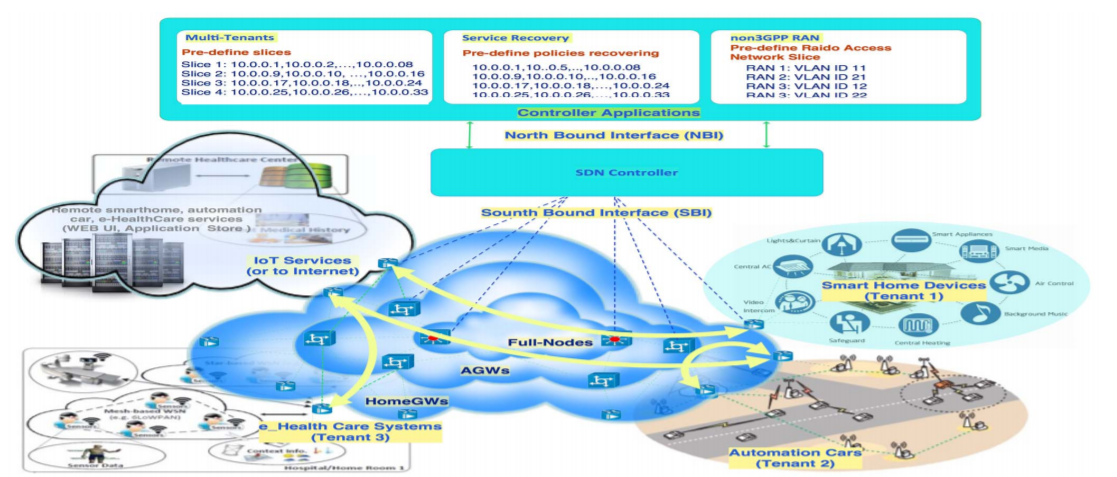 Multi-Tenants
Pre-define slices
Slice 1: 10.0.0.1,10.0.0.2,...,10.0.0.08
Slice 2: 10.0.0.9,10.0.0.10, ...,10.0.0.16
Slice 3: 10.0.0.17,10.0.0.18...,10.0.0.24
Slice 4: 10.0.0.25,10.0.0.26,...,10.0.0.33
Service Recovery
Pre-define policies recovering
10.0.0.1,10..0.5,..,10.0.0.08
10.0.0.9,10.0.0.10,..,10.0.0.16
10.0.0.17,10.0.0.18,...,10.0.0.24
10.0.0.25,10.0.0.26,...,10.0.0.33
non3GPP RAN
Pre-define Raido Access
Network Slice
RAN 1: VLAN ID 11
RAN 2: VLAN ID 21
RAN 3: VLAN ID 12
RAN 3: VLAN ID 22
Controller Applications
North Bound Interface (NBI)
SDN Controller
Sounth Bound Interface (SBI)
Remote Healthcare Center
Remote smarthome, automation
car, e-HealthCare services
(WEB UI, Application Store )
Medical History
IoT Services
(or to Internet)
Lights&Curtain
Smart Appliances
Smart Media
Central AC
Air Control
Smart Home Devices
(Tenant 1)
Video
Intercom
Background Music
Safeguard
Central Heeting
Full-Nodes
AGWs
HomeGWs
Mesh-based WSN
(e.g. 6LoWPAN)
Sensors
Sensors
Sensors
Sensors
e_Health Care Systems
(Tenant 3)
Sensor Data
Context Info.
Hospital/Home Room 1
Automation Cars
(Tenant 2)